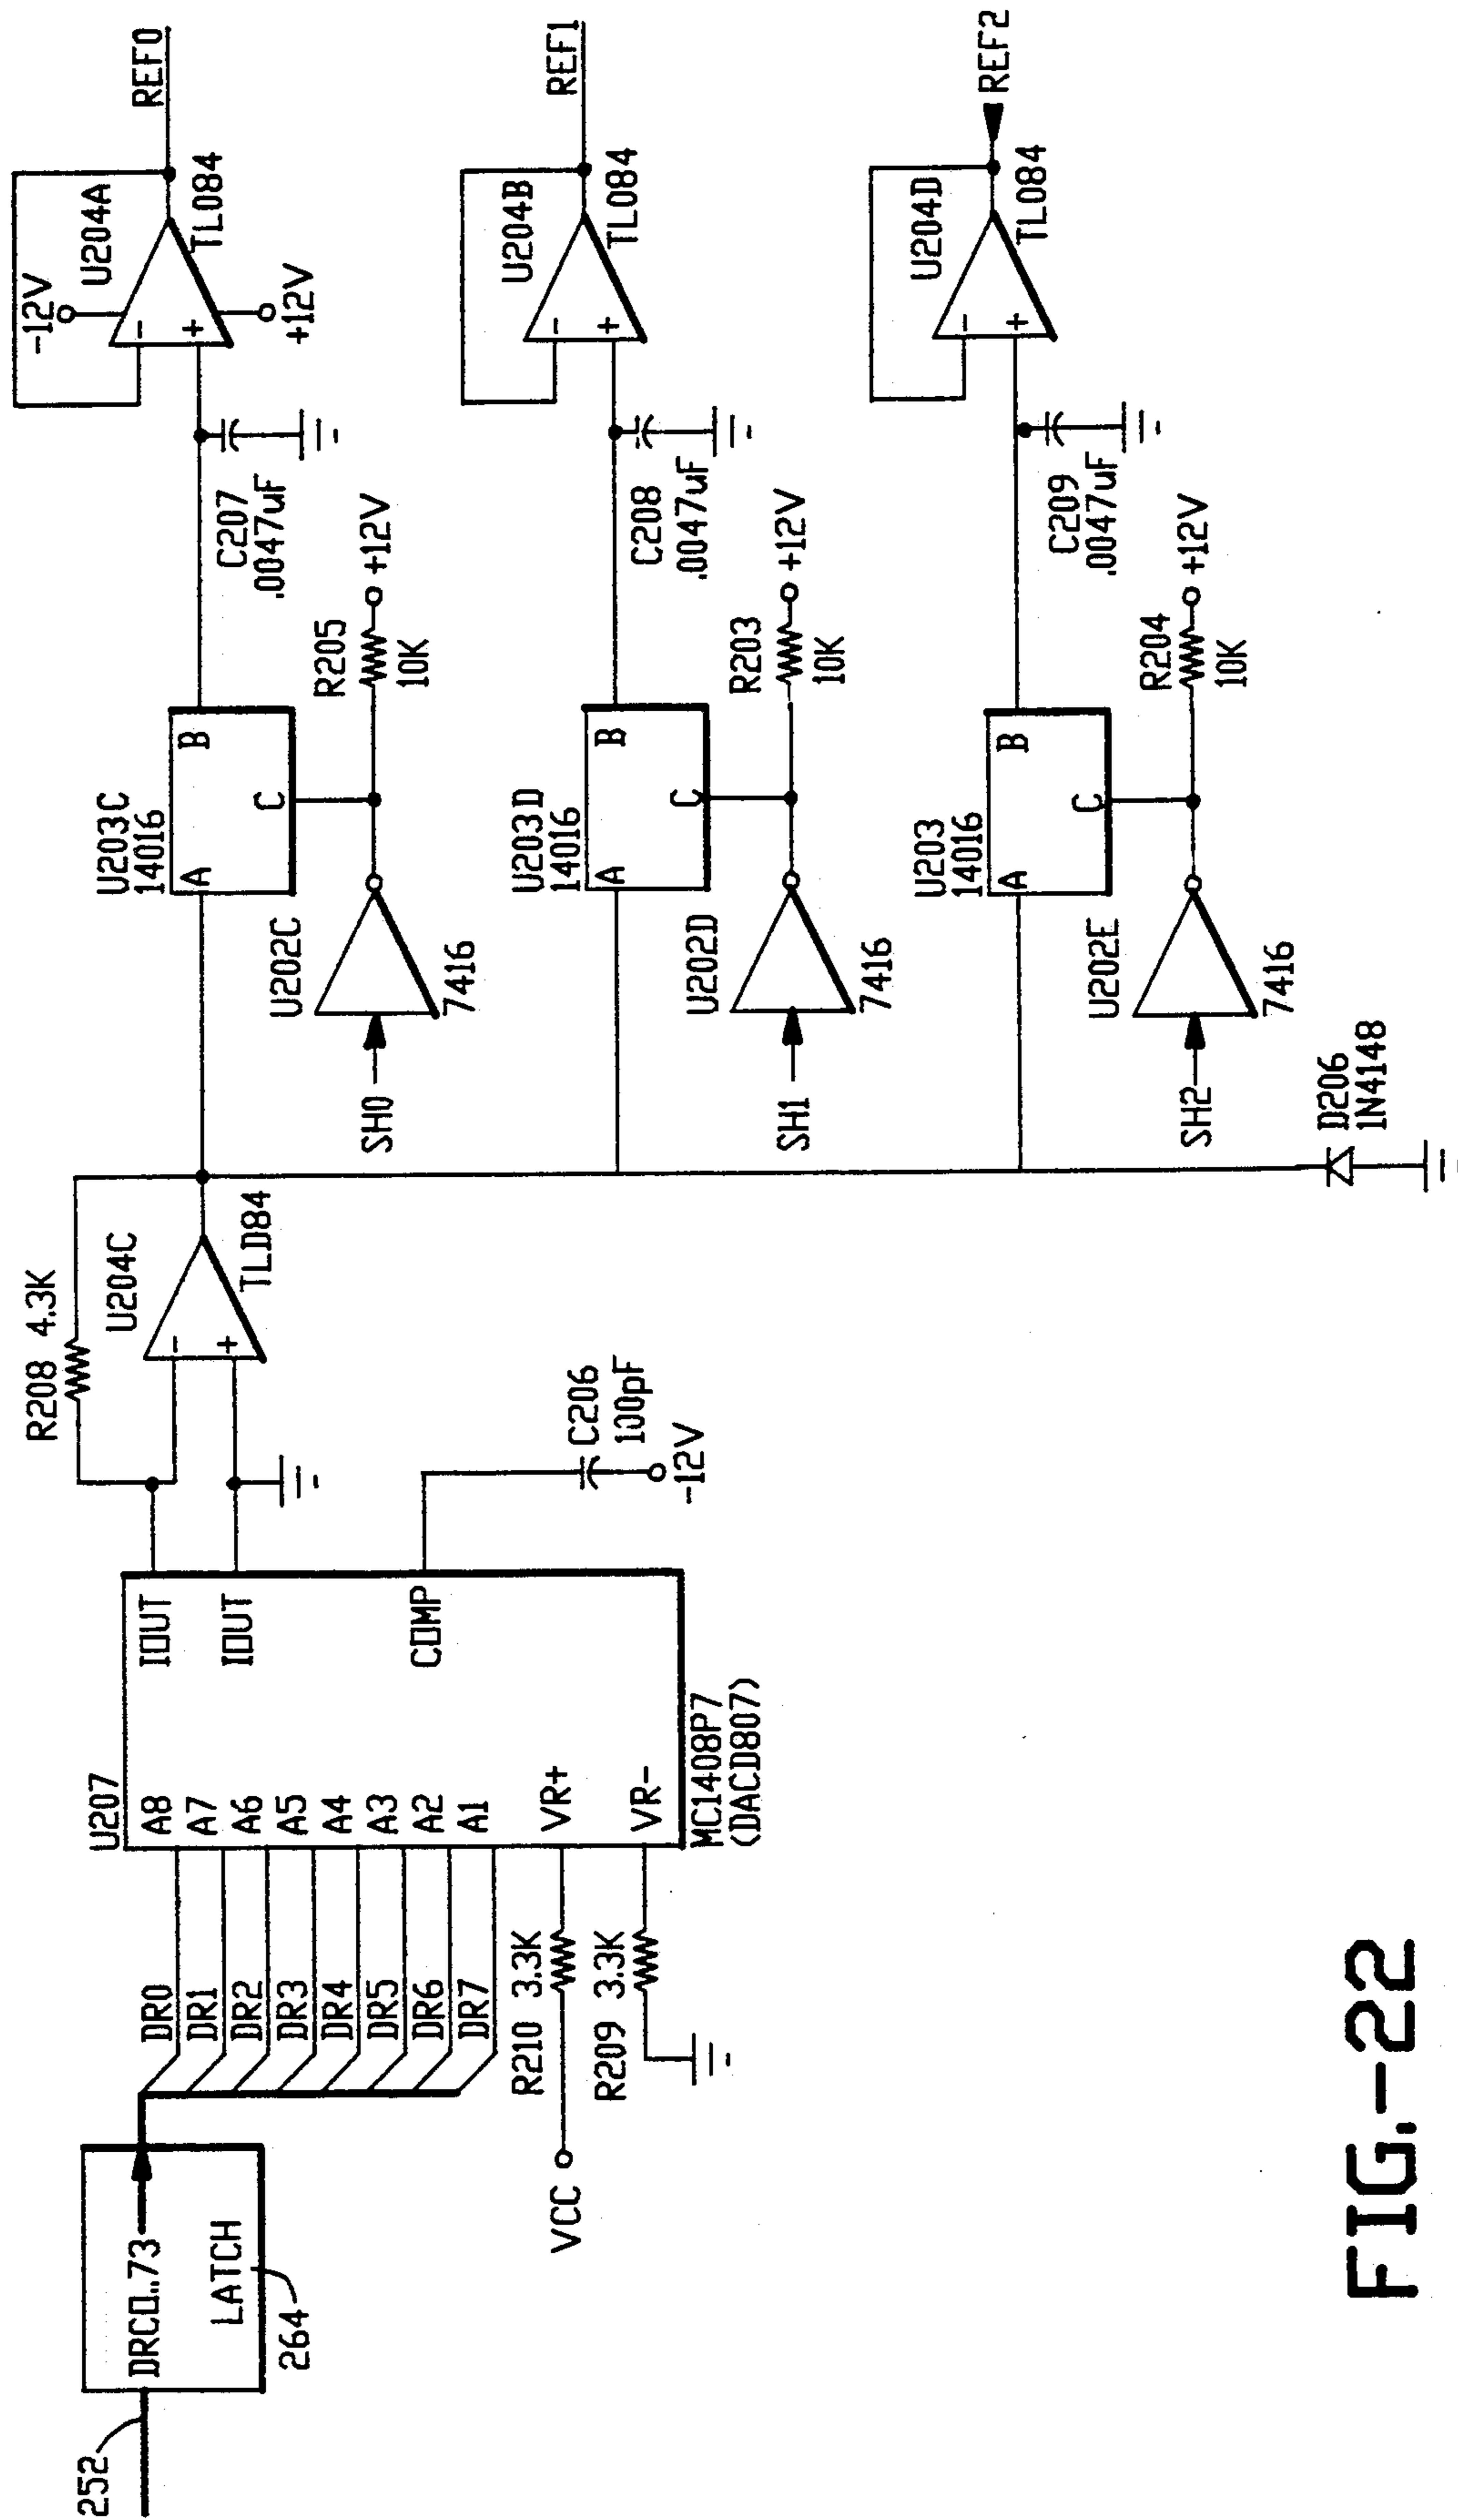 252
DRCO..73
LATCH
264
DR0
DR1
DR2
DR3
DR4
DR5
DR6
DR7
R210 3.3K
VCC
R209 3.3K
U207
A8
A7
A6
A5
A4
A3
A2
A1
VR+
VR-
IOUT
IOUT
COMP
MC1408P7
(DACD807)
R208 4.3K
U204C
-
+
TLD84
C206
100pF
-12V
U203C
14016
A
B
C
U202C
7416
SH0
R205
10K
+12V
C207
.0047uF
-12V
U204A
-
+
TL084
+12V
REF0
U203D
14016
A
B
C
U202D
7416
SH1
R203
10K
+12V
C208
.0047uF
U204B
-
+
TL084
REF1
U203
14016
A
B
C
U202E
7416
SH2
R204
10K
+12V
C209
.0047uF
U204D
-
+
TL084
REF2
D206
1N4148
FIG.-22